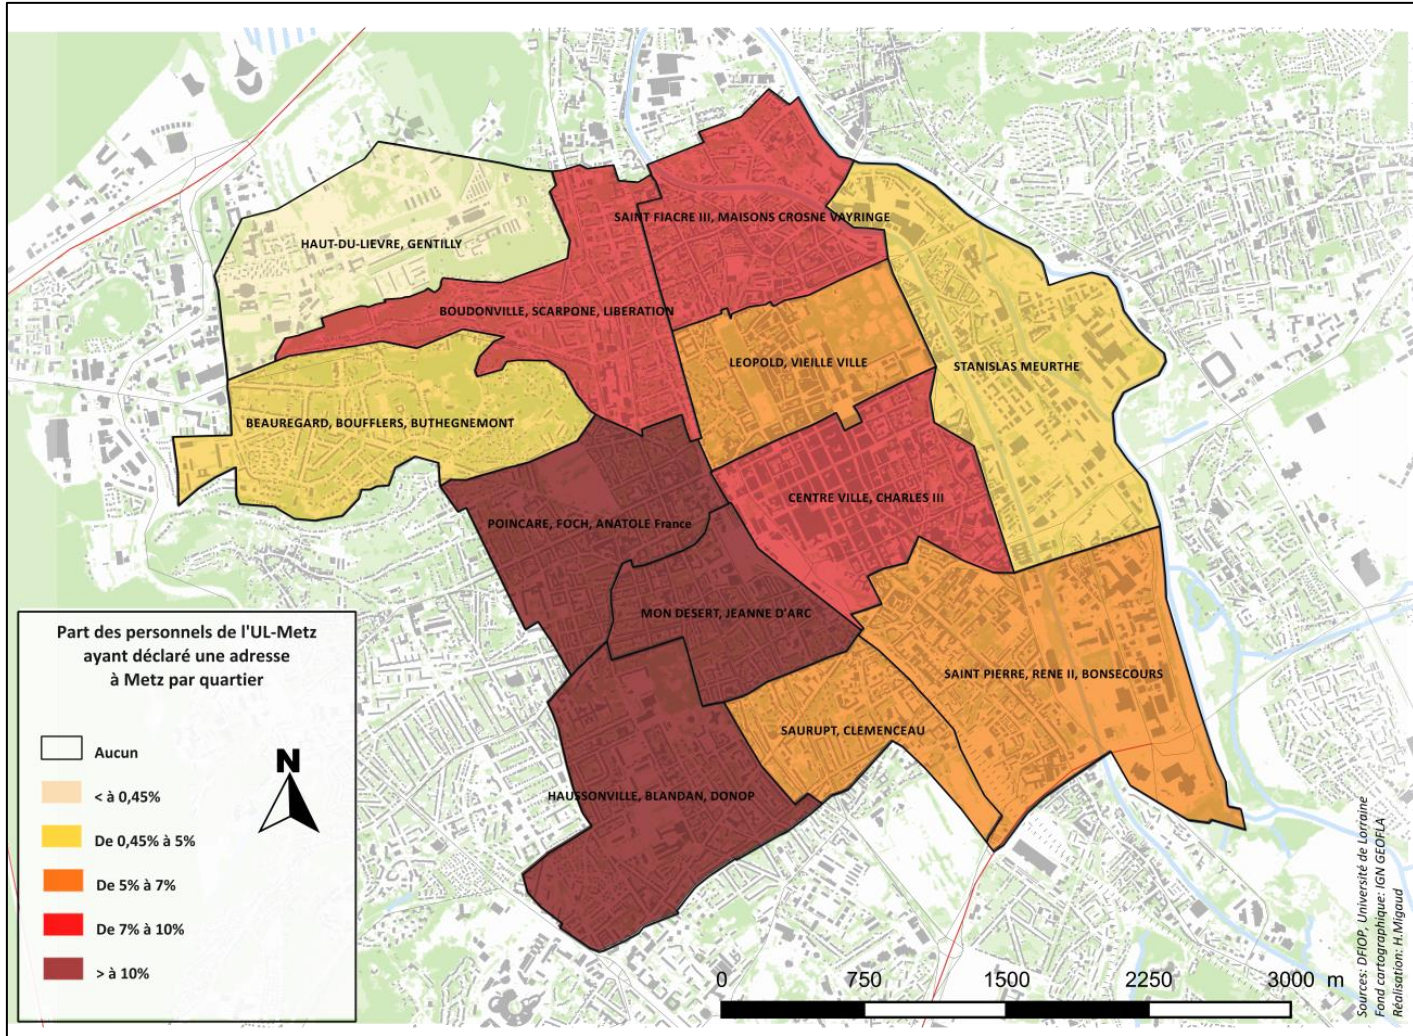 SAINT FIACRE III, MAISONS CROSNE VAYRINGE
HAUT-DU-LIEVRE, GENTILLY
BOUDONVILLE, SCARPONE, LIBERATION
LEOPOLD, VIEILLE VILLE
STANISLAS MEURTHE
BEAUREGARD, BOUFFLERS, BUTHEGNEMONT
CENTRE VILLE, CHARLES III
POINCARE, FOCH, ANATOLE France
MON DESERT, JEANNE D'ARC
SAINT PIERRE, RENE II, BONSECOURS
SAURUPT, CLEMENCEAU
HAUSSONVILLE, BLANDAN, DONOP
Part des personnels de l'UL-Metz
ayant déclaré une adresse
à Metz par quartier
Aucun
< à 0,45%
De 0,45% à 5%
De 5% à 7%
De 7% à 10%
> à 10%
N
0 750 1500 2250 3000 m
Sources: DFIOP, Université de Lorraine
Fond cartographique: IGN GEOFLA
Réalisation: H.Migaud